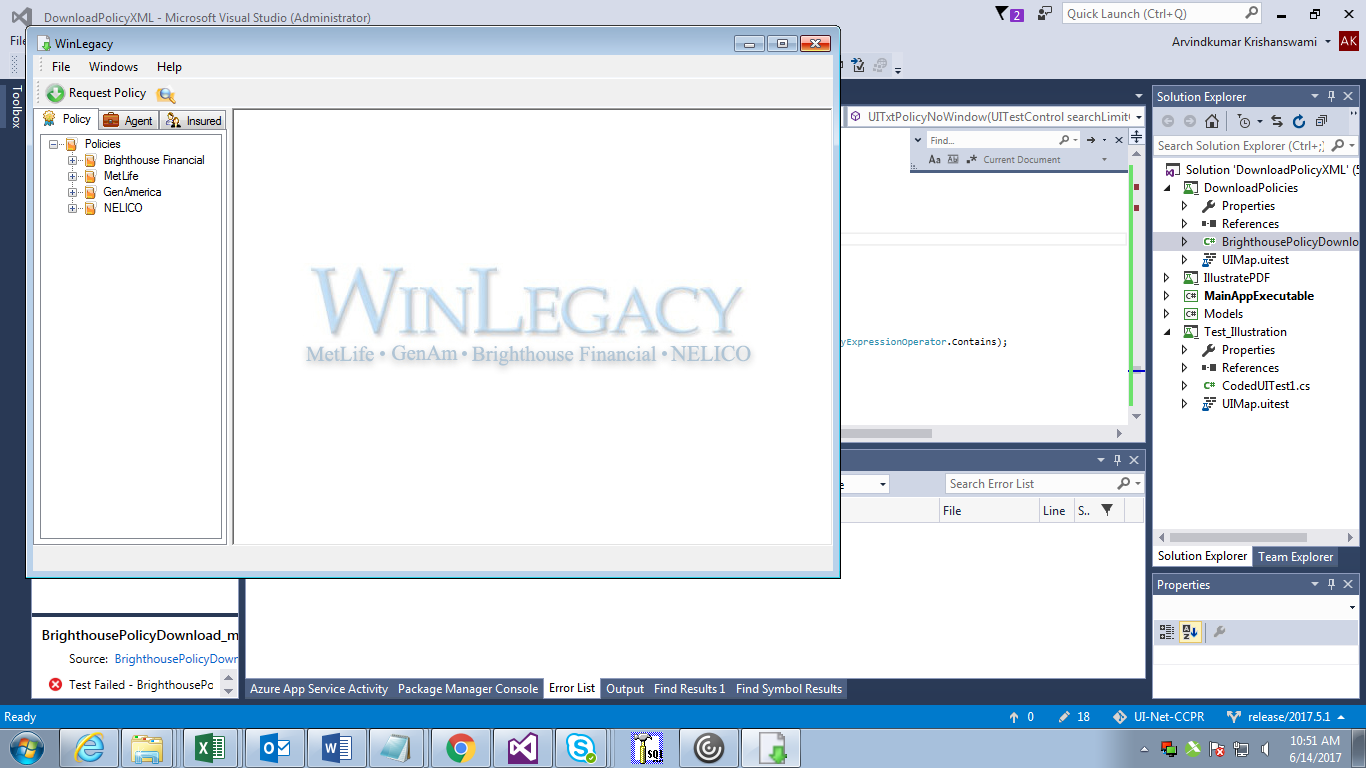 DownloadPolicyXML - Microsoft Visual Studio (Administrator)
2
Quick Launch (Ctrl+Q)
Arvindkumar Krishanswami
AK
WinLegacy
File Windows Help
Request Policy
Policy Agent Insured
Policies
Brighthouse Financial
MetLife
GenAmerica
NELICO
WINLEGACY
MetLife • GenAm • Brighthouse Financial • NELICO
Toolbox
UITxtPolicyNoWindow(UITestControl searchLimit
Find...
Aa Ab .* Current Document
yExpressionOperator.Contains);
Search Error List
File Line S..
Solution Explorer
Search Solution Explorer (Ctrl+;)
Solution 'DownloadPolicyXML' (5
DownloadPolicies
Properties
References
C# BrighthousePolicyDownlo
UIMap.uitest
IllustratePDF
C# MainAppExecutable
C# Models
Test_Illustration
Properties
References
C# CodedUITest1.cs
UIMap.uitest
Solution Explorer Team Explorer
Properties
BrighthousePolicyDownload_m
Source: BrighthousePolicyDown
Test Failed - BrighthousePo
Azure App Service Activity Package Manager Console Error List Output Find Results 1 Find Symbol Results
Ready
0 18 UI-Net-CCPR release/2017.5.1
10:51 AM
6/14/2017